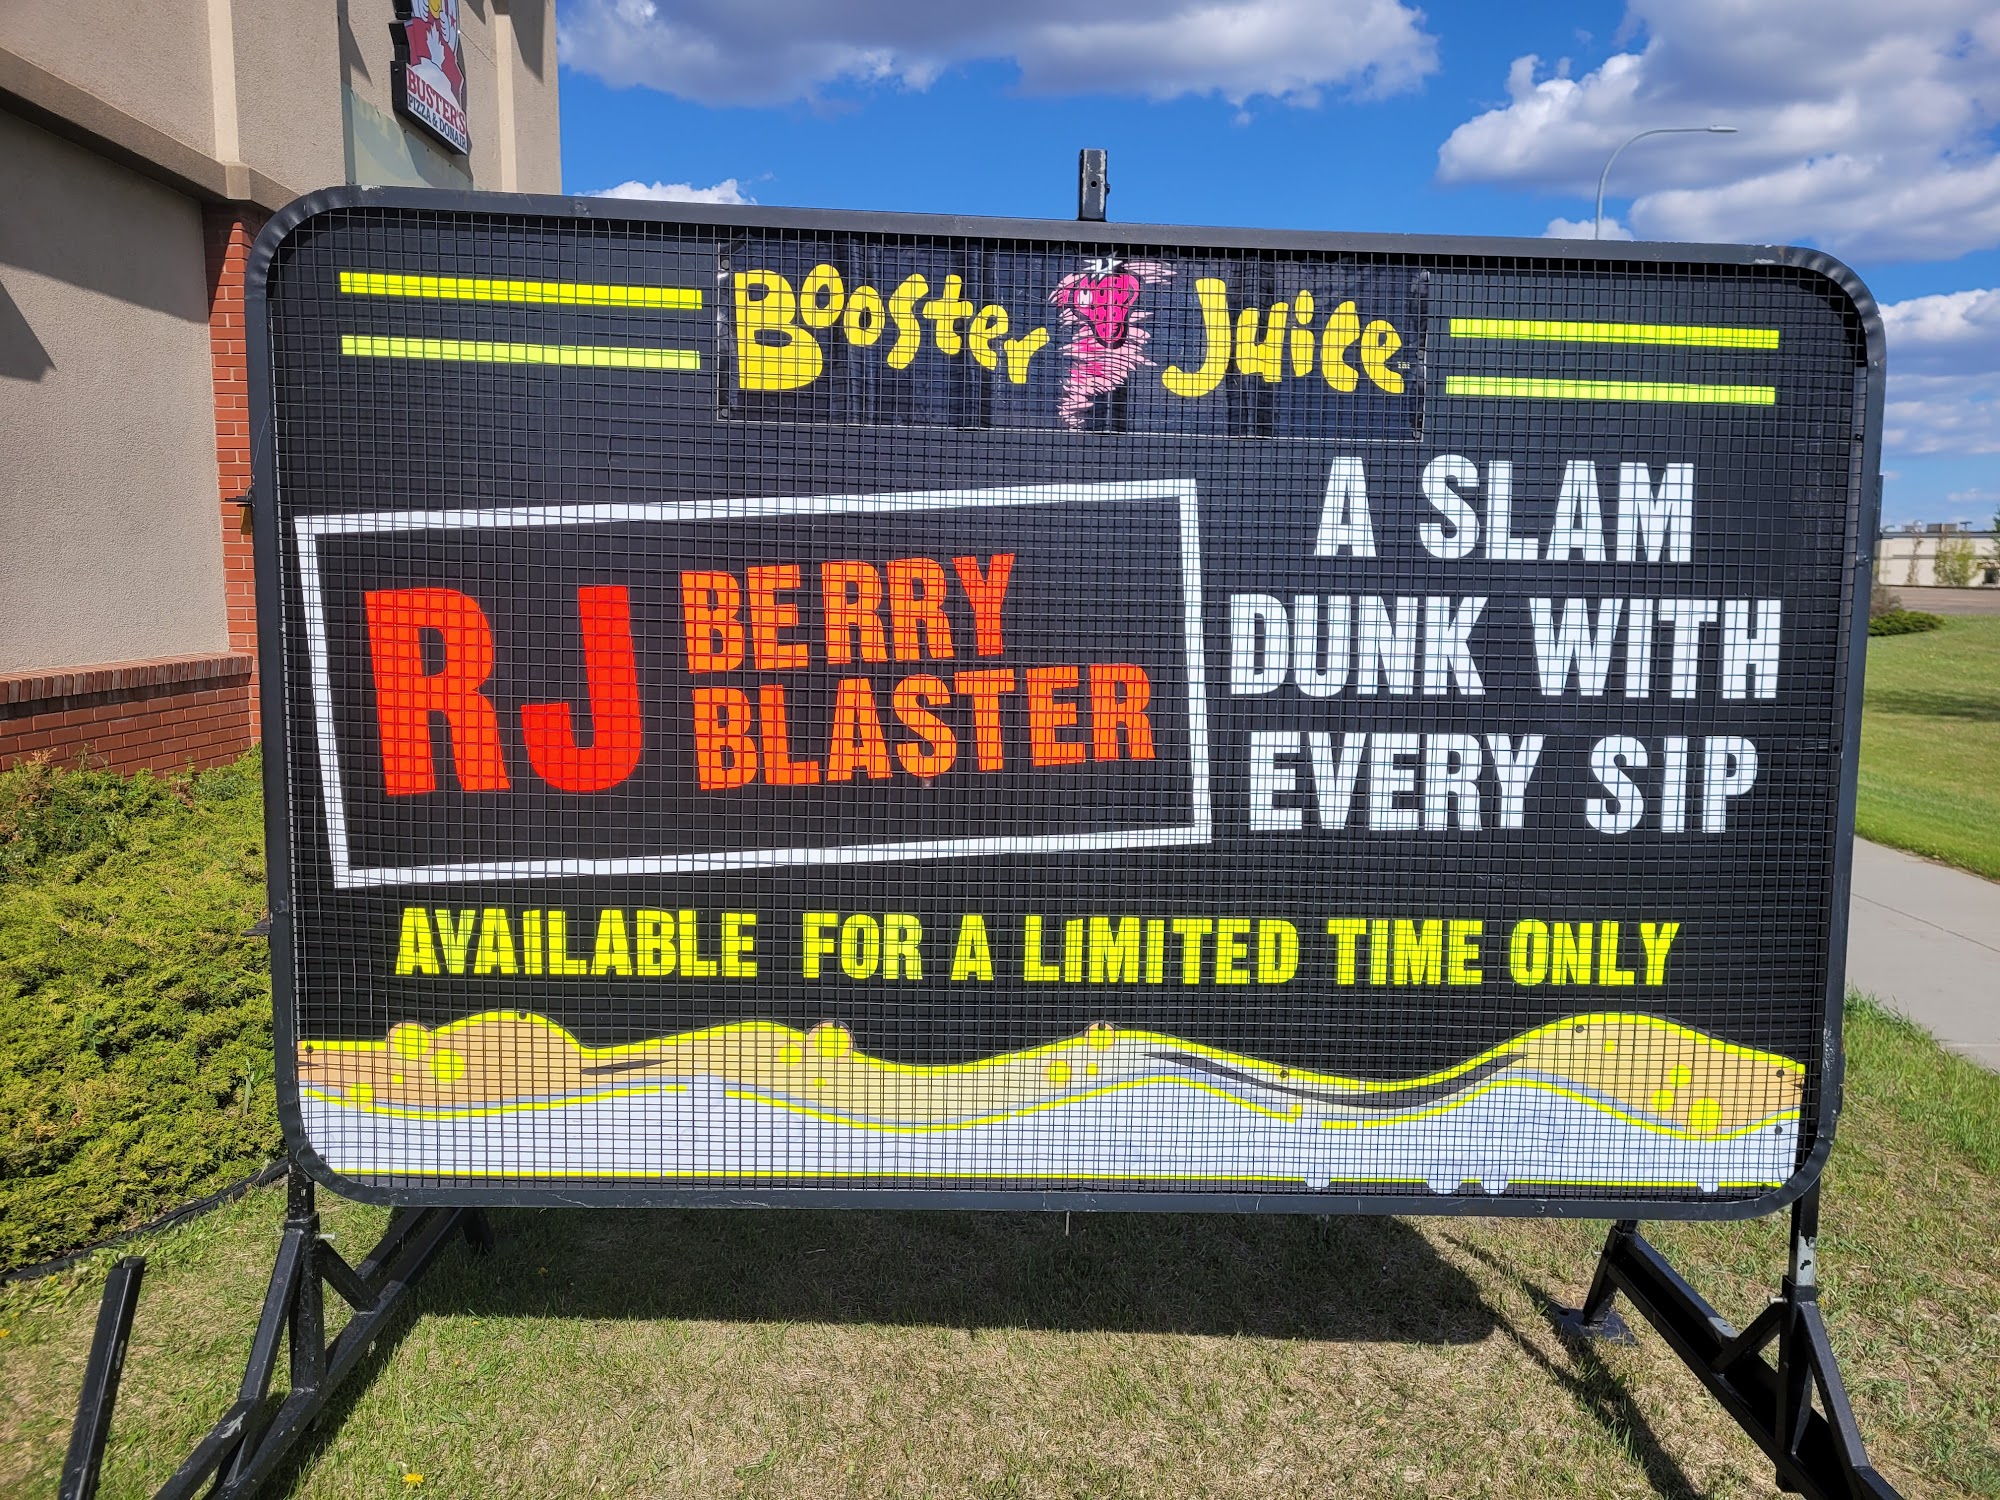 BUSTER'S
PIZZA & DONAIR
Booster Juice
RJ BERRY
BLASTER
A SLAM
DUNK WITH
EVERY SIP
AVAILABLE FOR A LIMITED TIME ONLY